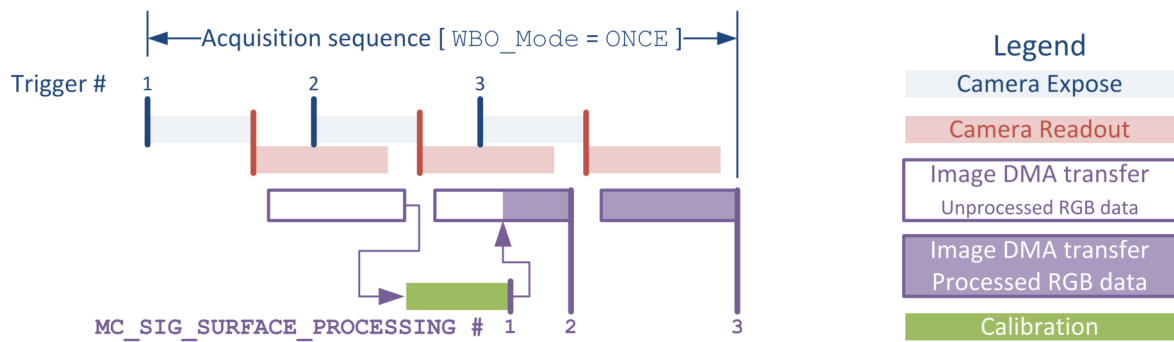 Acquisition sequence [ WBO_Mode = ONCE ]
Trigger # 1 2 3
MC_SIG_SURFACE_PROCESSING # 1 2 3
Legend
Camera Expose
Camera Readout
Image DMA transfer
Unprocessed RGB data
Image DMA transfer
Processed RGB data
Calibration